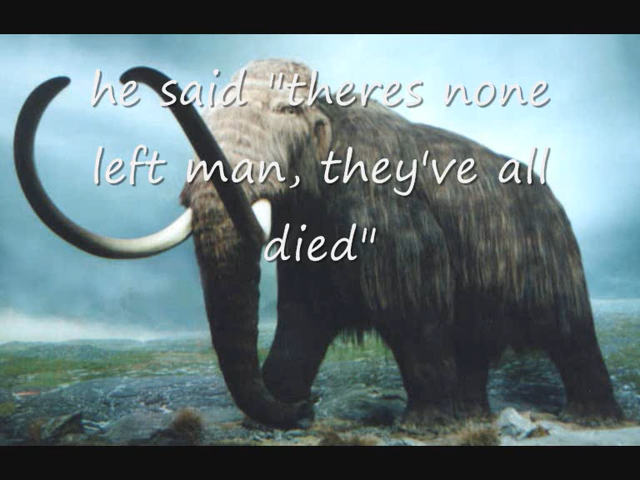 he said "theres none
left man, they've all
died"